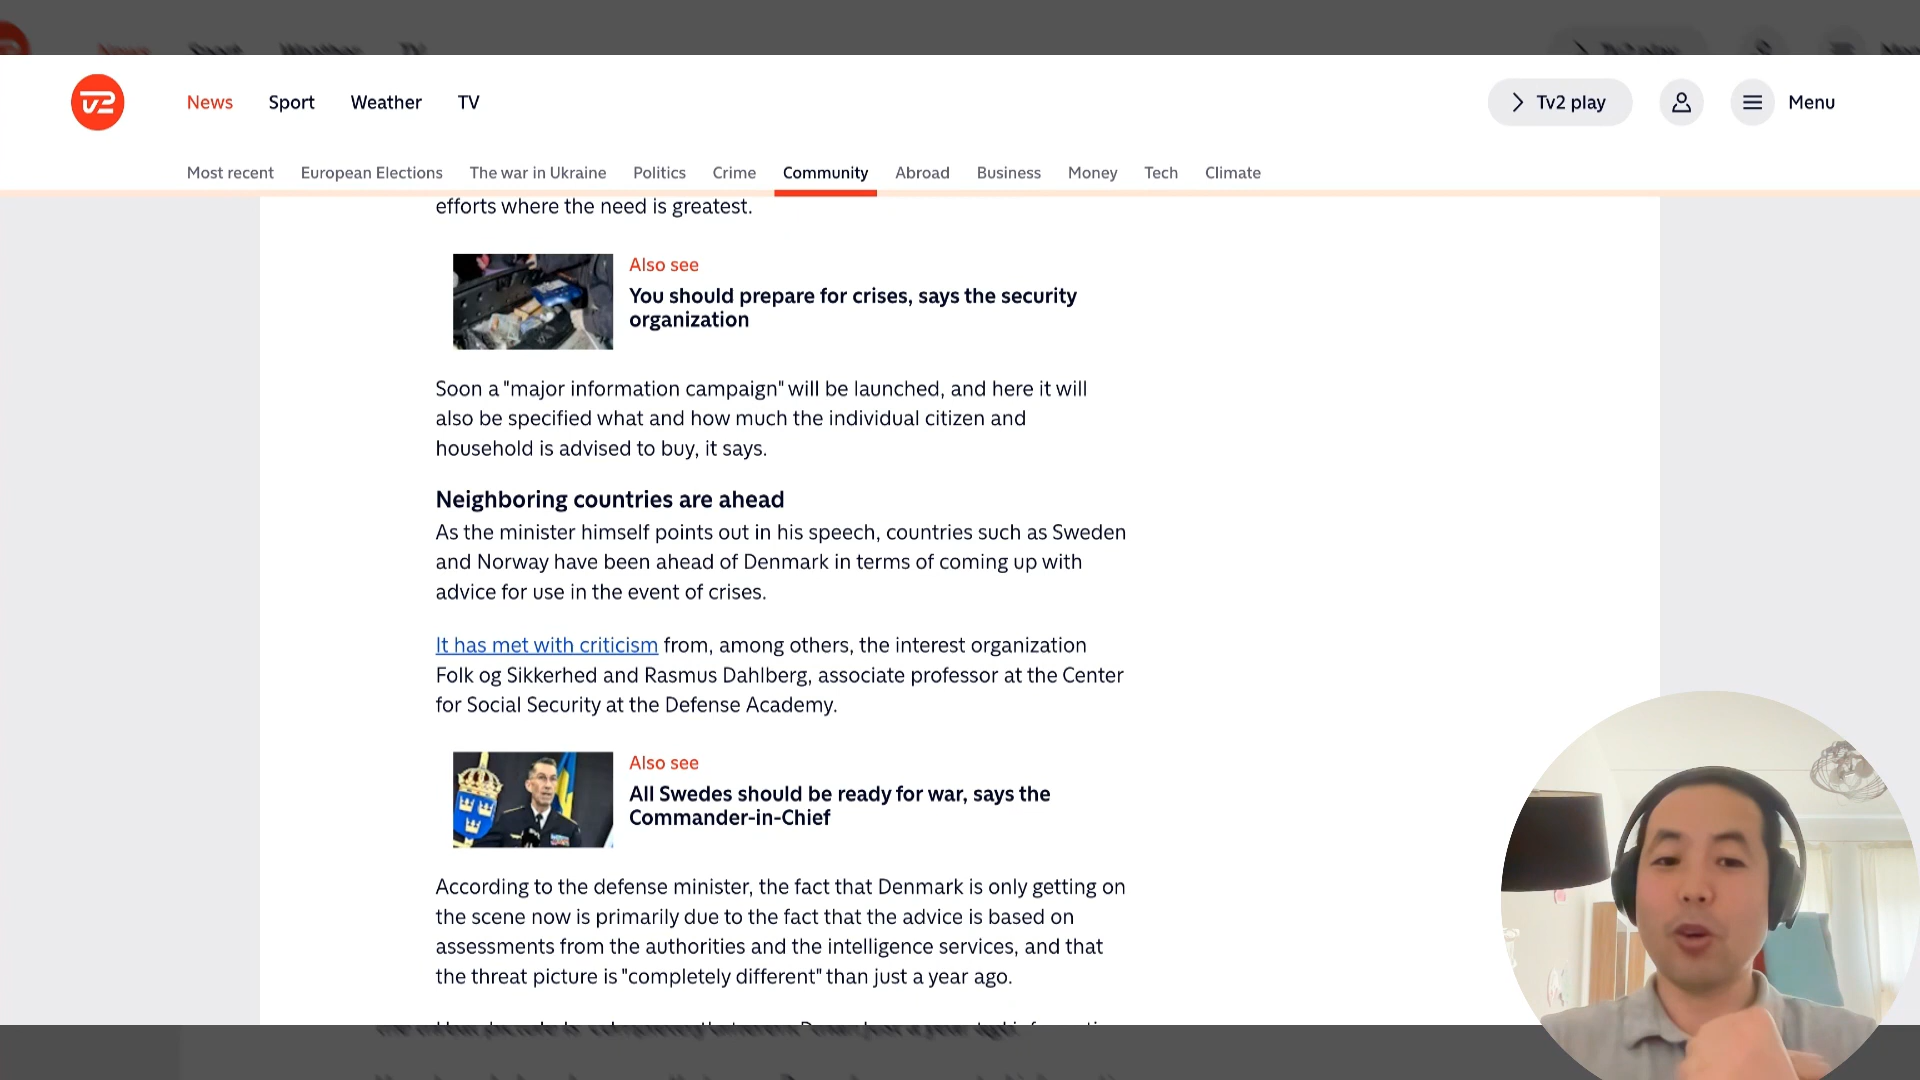 News Sport Weather TV
Tv2 play
Menu
Most recent European Elections The war in Ukraine Politics Crime Community Abroad Business Money Tech Climate
efforts where the need is greatest.
Also see
You should prepare for crises, says the security
organization
Soon a "major information campaign" will be launched, and here it will
also be specified what and how much the individual citizen and
household is advised to buy, it says.
Neighboring countries are ahead
As the minister himself points out in his speech, countries such as Sweden
and Norway have been ahead of Denmark in terms of coming up with
advice for use in the event of crises.
It has met with criticism from, among others, the interest organization
Folk og Sikkerhed and Rasmus Dahlberg, associate professor at the Center
for Social Security at the Defense Academy.
Also see
All Swedes should be ready for war, says the
Commander-in-Chief
According to the defense minister, the fact that Denmark is only getting on
the scene now is primarily due to the fact that the advice is based on
assessments from the authorities and the intelligence services, and that
the threat picture is "completely different" than just a year ago.